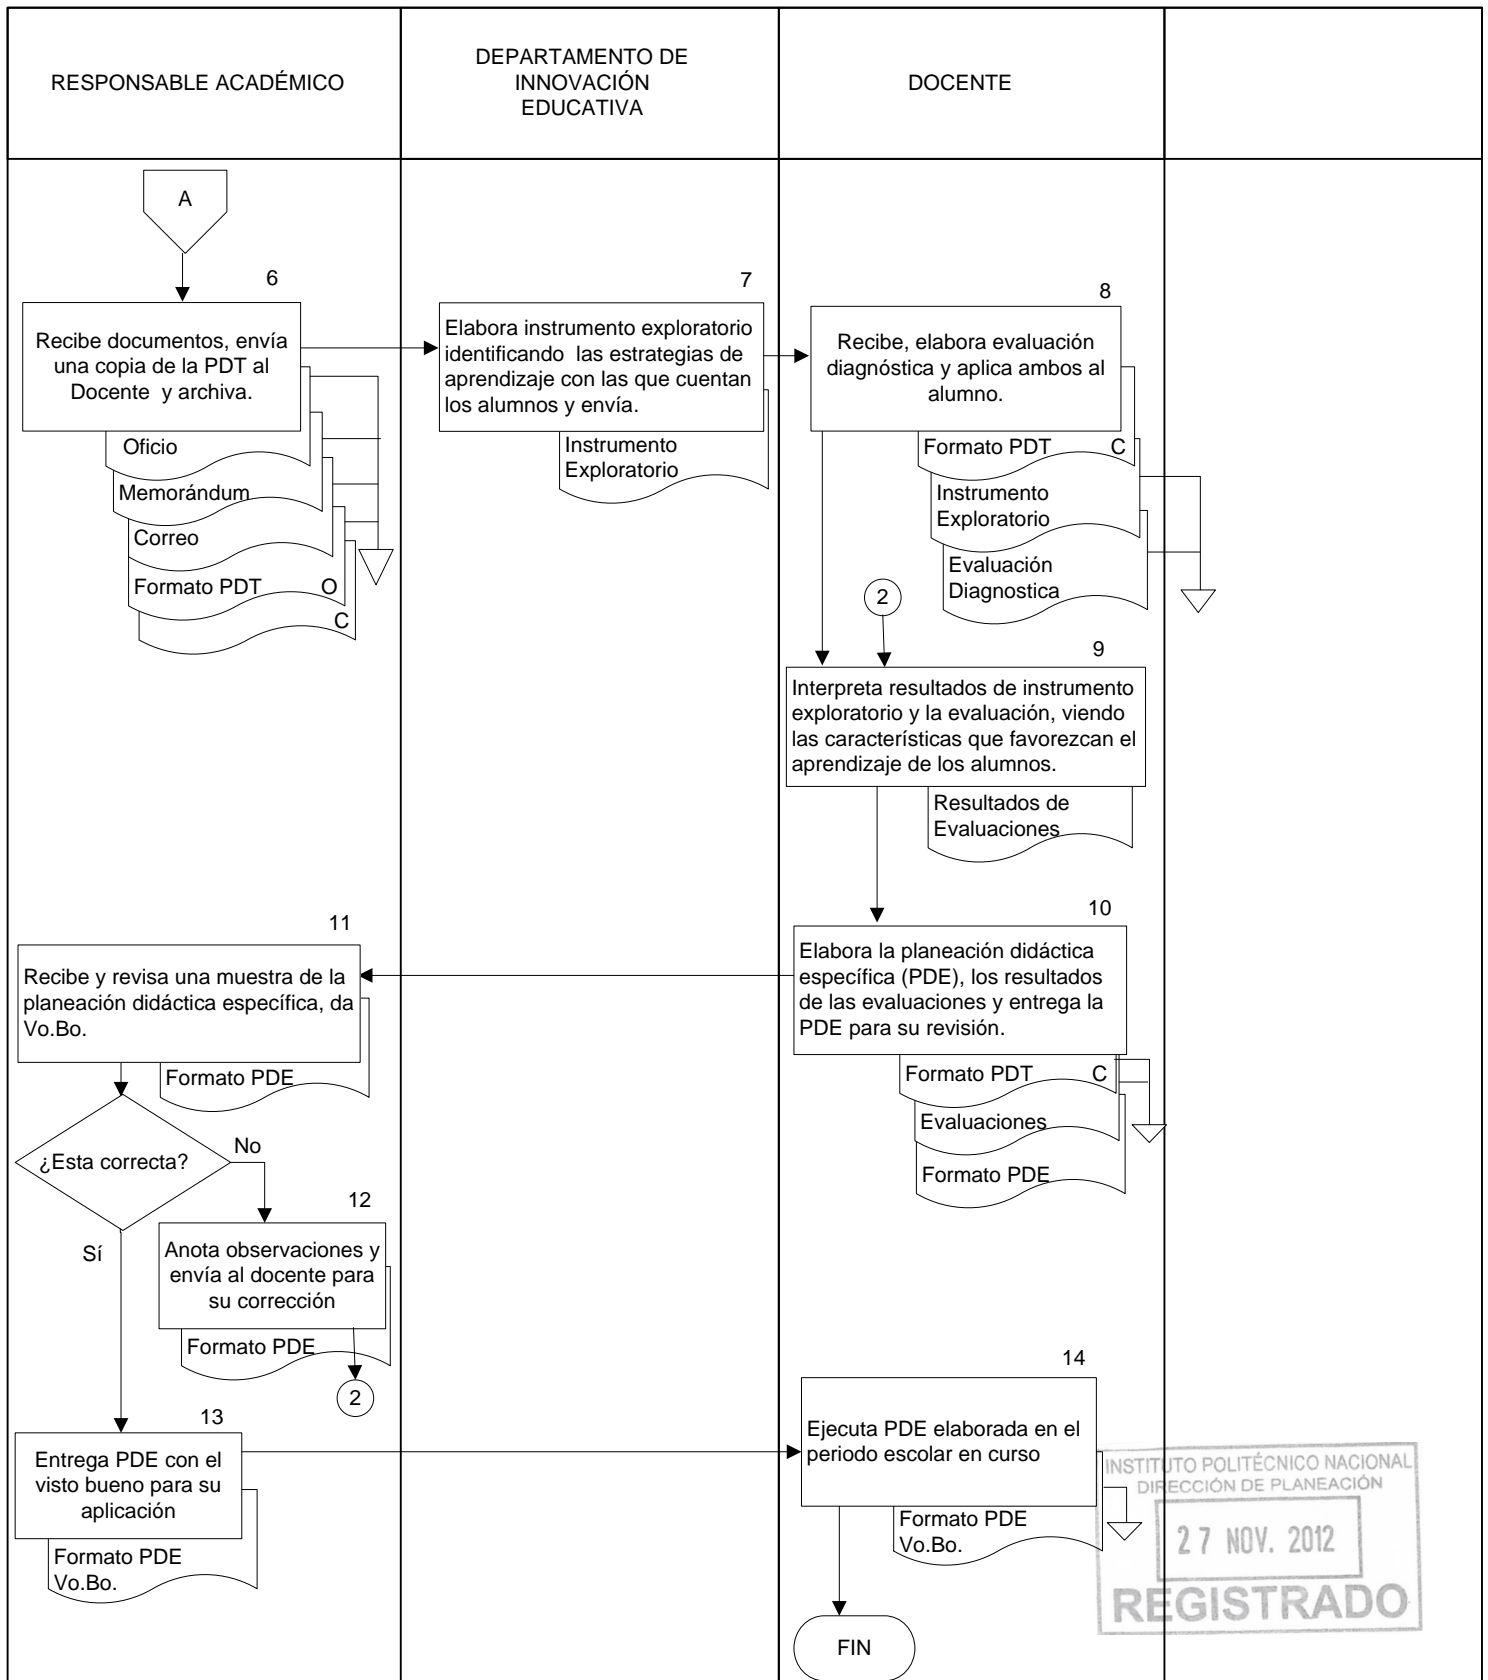 RESPONSABLE ACADÉMICO
DEPARTAMENTO DE
INNOVACIÓN
EDUCATIVA
DOCENTE
A
6
Recibe documentos, envía
una copia de la PDT al
Docente y archiva.
Oficio
Memorándum
Correo
Formato PDT O
C
7
Elabora instrumento exploratorio
identificando las estrategias de
aprendizaje con las que cuentan
los alumnos y envía.
Instrumento
Exploratorio
8
Recibe, elabora evaluación
diagnóstica y aplica ambos al
alumno.
Formato PDT C
Instrumento
Exploratorio
Evaluación
Diagnostica
2
9
Interpreta resultados de instrumento
exploratorio y la evaluación, viendo
las características que favorezcan el
aprendizaje de los alumnos.
Resultados de
Evaluaciones
10
Elabora la planeación didáctica
específica (PDE), los resultados
de las evaluaciones y entrega la
PDE para su revisión.
Formato PDT C
Evaluaciones
Formato PDE
11
Recibe y revisa una muestra de la
planeación didáctica específica, da
Vo.Bo.
Formato PDE
¿Esta correcta?
No
Sí
12
Anota observaciones y
envía al docente para
su corrección
Formato PDE
2
13
Entrega PDE con el
visto bueno para su
aplicación
Formato PDE
Vo.Bo.
14
Ejecuta PDE elaborada en el
periodo escolar en curso
Formato PDE
Vo.Bo.
FIN
INSTITUTO POLITÉCNICO NACIONAL
DIRECCIÓN DE PLANEACIÓN
27 NOV. 2012
REGISTRADO